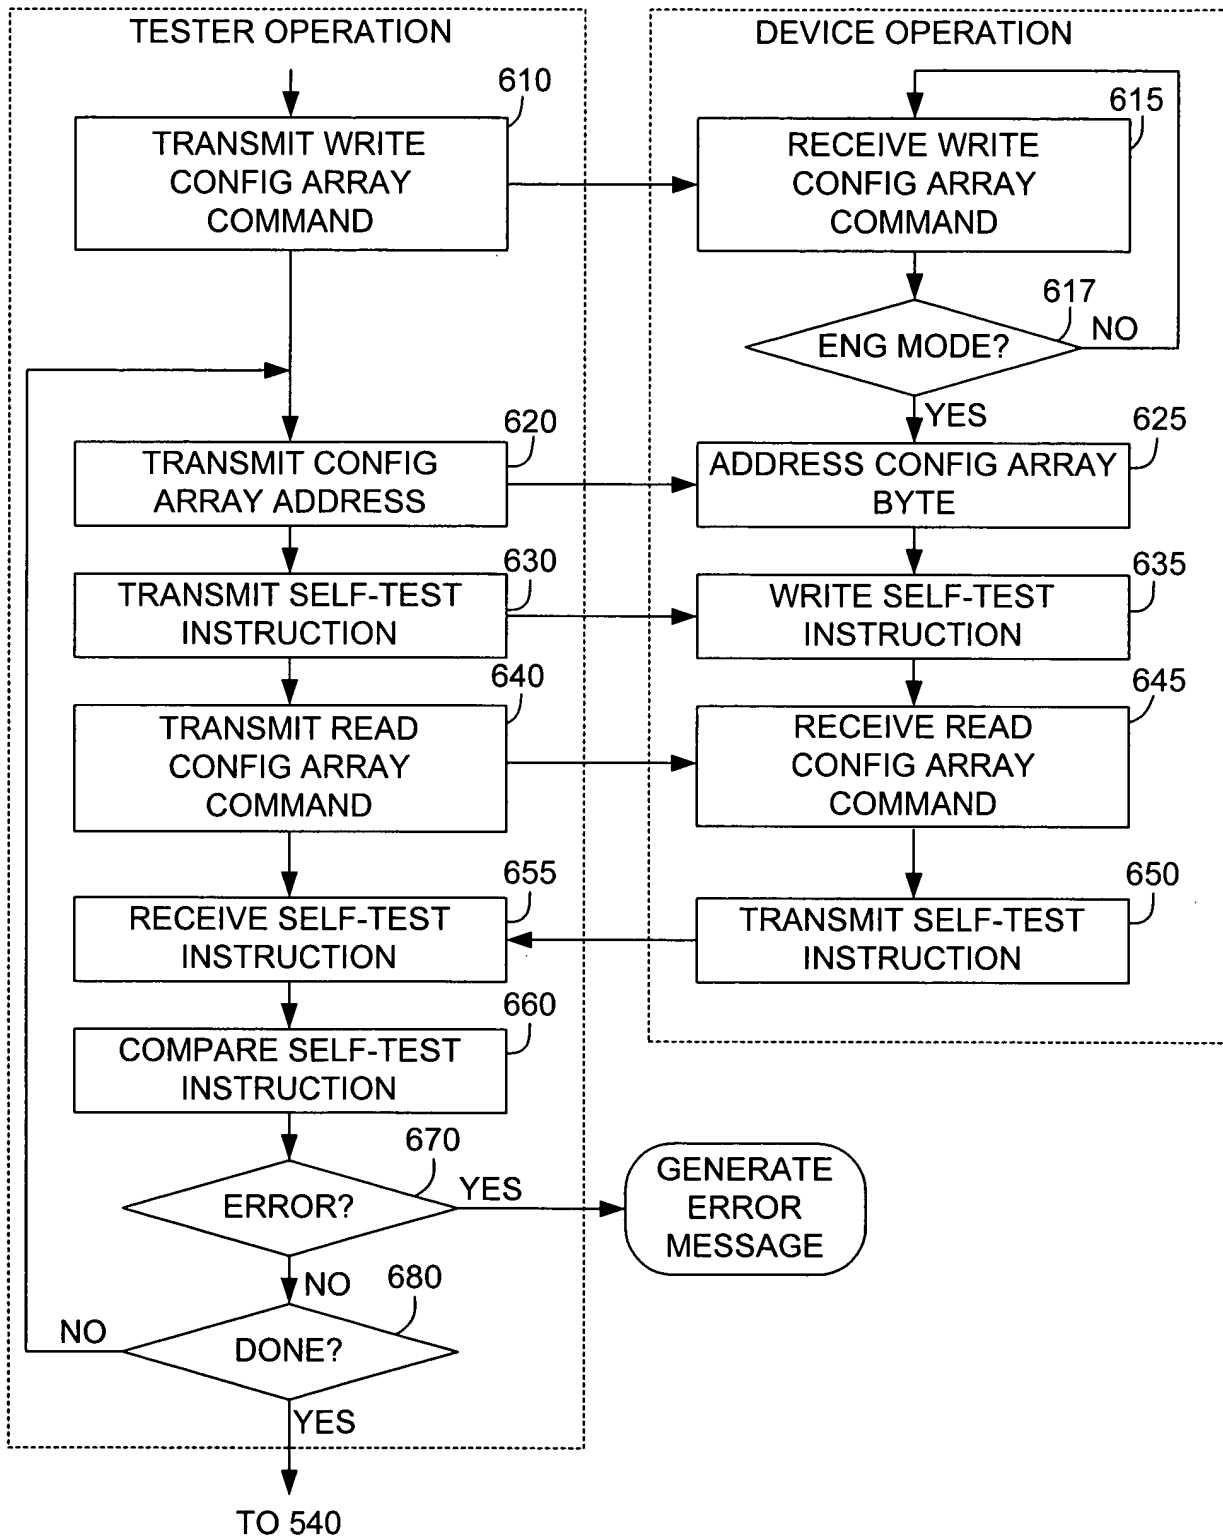 TESTER OPERATION
DEVICE OPERATION
610
TRANSMIT WRITE
CONFIG ARRAY
COMMAND
615
RECEIVE WRITE
CONFIG ARRAY
COMMAND
617
ENG MODE?
NO
YES
620
TRANSMIT CONFIG
ARRAY ADDRESS
625
ADDRESS CONFIG ARRAY
BYTE
630
TRANSMIT SELF-TEST
INSTRUCTION
635
WRITE SELF-TEST
INSTRUCTION
640
TRANSMIT READ
CONFIG ARRAY
COMMAND
645
RECEIVE READ
CONFIG ARRAY
COMMAND
655
RECEIVE SELF-TEST
INSTRUCTION
650
TRANSMIT SELF-TEST
INSTRUCTION
660
COMPARE SELF-TEST
INSTRUCTION
670
ERROR?
YES
GENERATE
ERROR
MESSAGE
NO
680
DONE?
NO
YES
TO 540